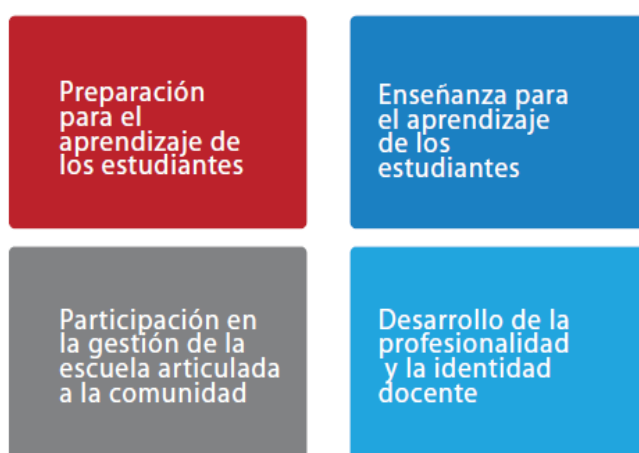 Preparación
para el
aprendizaje de
los estudiantes
Enseñanza para
el aprendizaje
de los
estudiantes
Participación en
la gestión de la
escuela articulada
a la comunidad
Desarrollo de la
profesionalidad
y la identidad
docente